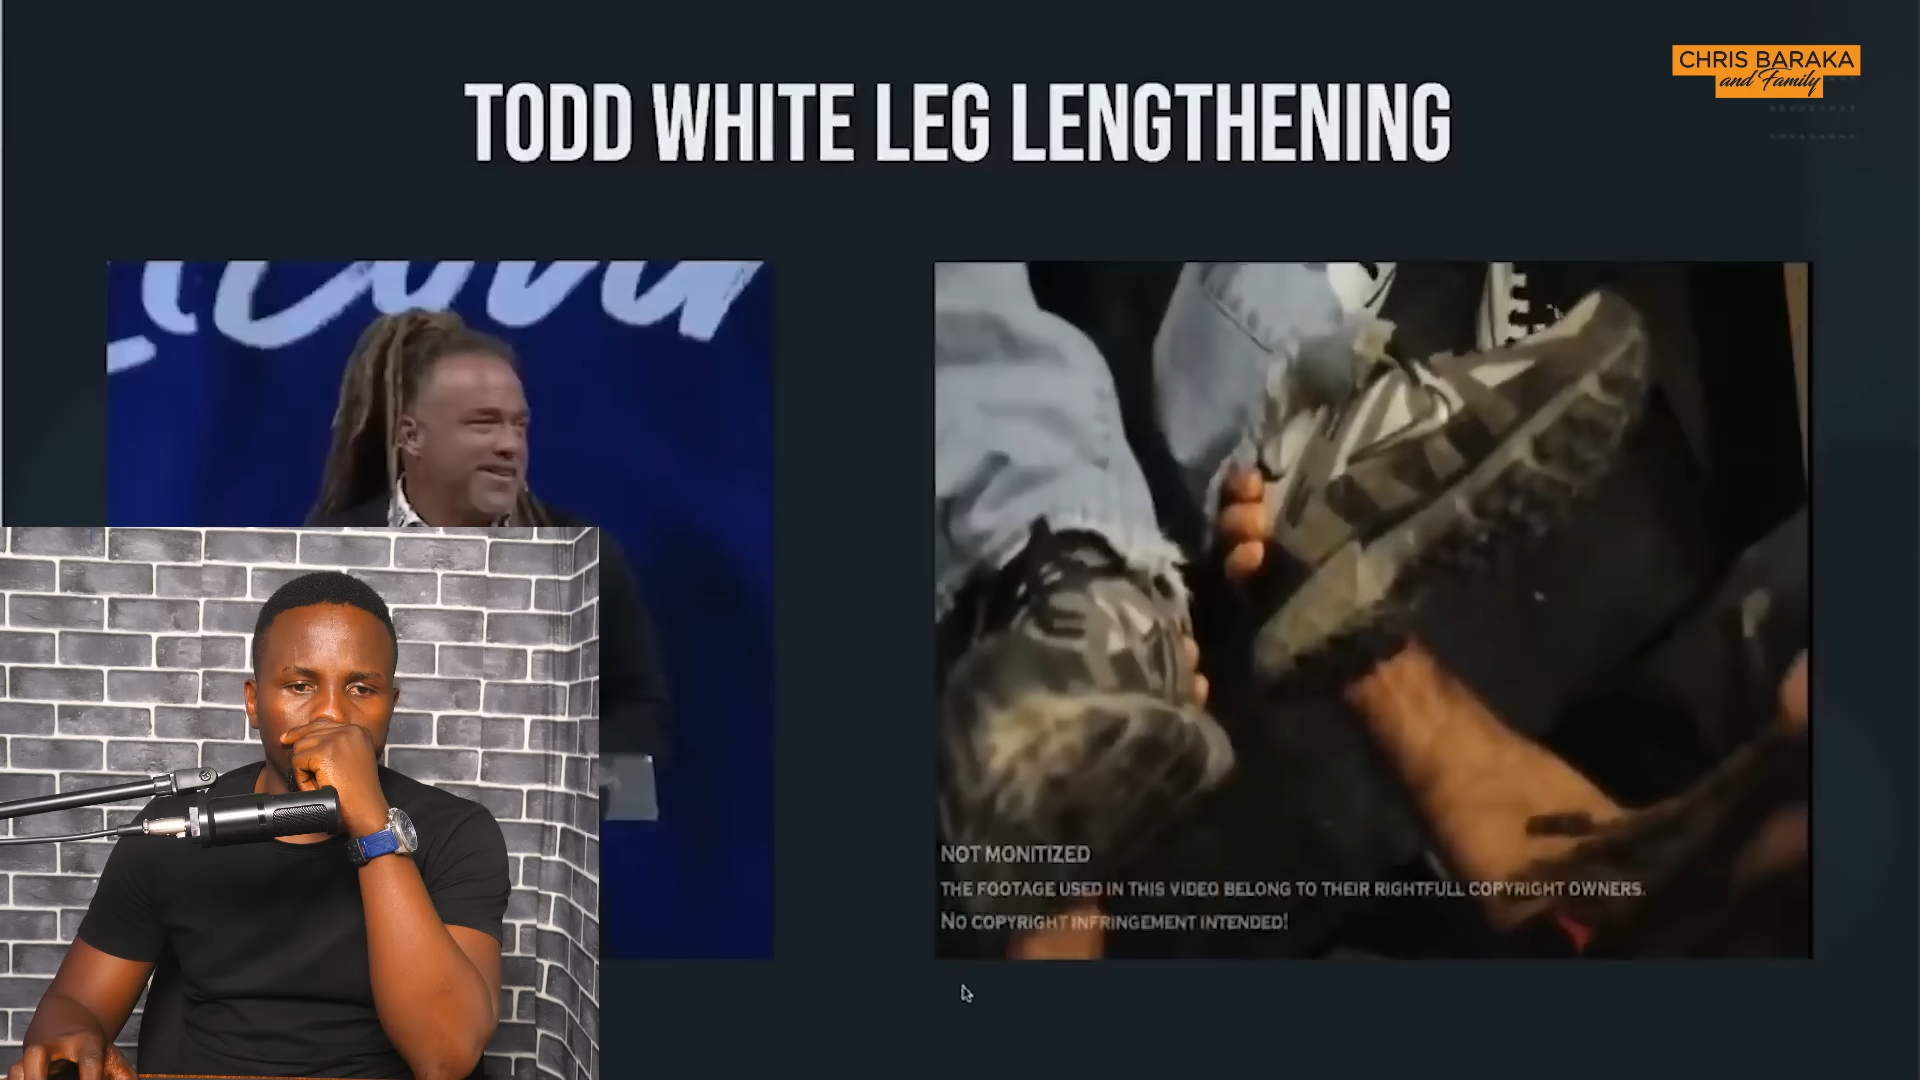 CHRIS BARAKA
and Family
TODD WHITE LEG LENGTHENING
NOT MONITIZED
THE FOOTAGE USED IN THIS VIDEO BELONG TO THEIR RIGHTFULL COPYRIGHT OWNERS.
NO COPYRIGHT INFRINGEMENT INTENDED!